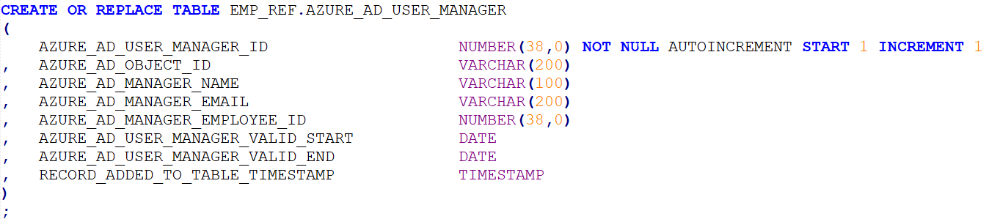 CREATE OR REPLACE TABLE EMP_REF.AZURE_AD_USER_MANAGER
(
    AZURE_AD_USER_MANAGER_ID                    NUMBER(38,0) NOT NULL AUTOINCREMENT START 1 INCREMENT 1
,   AZURE_AD_OBJECT_ID                          VARCHAR(200)
,   AZURE_AD_MANAGER_NAME                       VARCHAR(100)
,   AZURE_AD_MANAGER_EMAIL                      VARCHAR(200)
,   AZURE_AD_MANAGER_EMPLOYEE_ID                NUMBER(38,0)
,   AZURE_AD_USER_MANAGER_VALID_START           DATE
,   AZURE_AD_USER_MANAGER_VALID_END             DATE
,   RECORD_ADDED_TO_TABLE_TIMESTAMP             TIMESTAMP
)
;